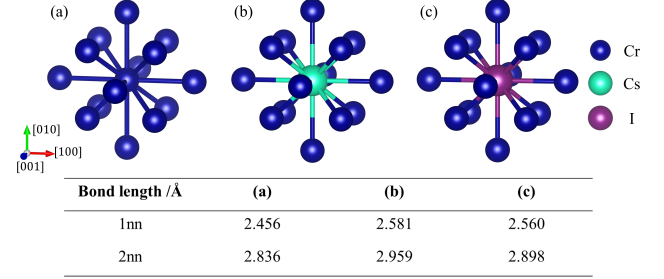 (a)
(b)
(c)
Cr
Cs
I
[010]
[100]
[001]
Bond length /Å (a) (b) (c)
1nn 2.456 2.581 2.560
2nn 2.836 2.959 2.898